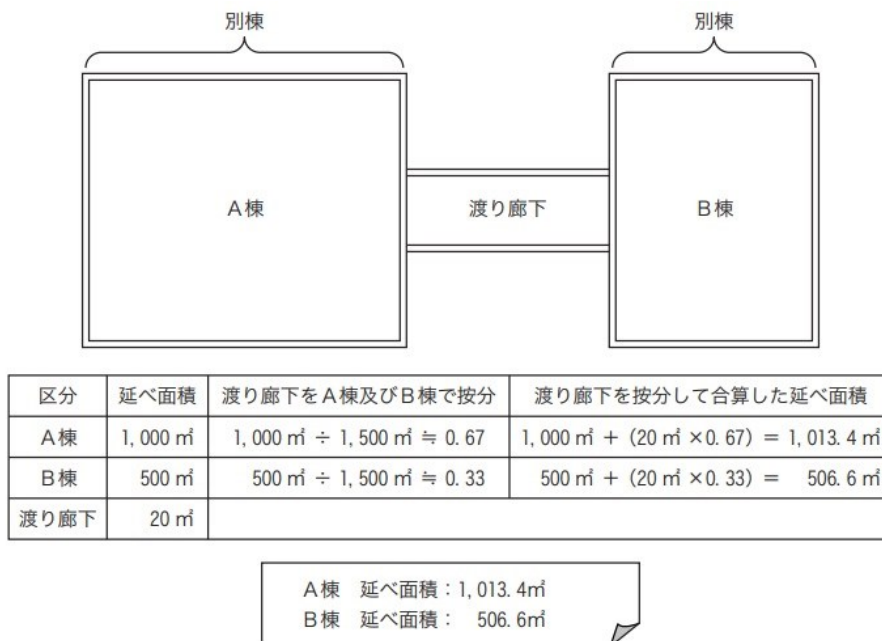 別棟 別棟
A棟 渡り廊下 B棟
区分 延べ面積 渡り廊下をA棟及びB棟で按分 渡り廊下を按分して合算した延べ面積
A棟 1,000㎡ 1,000㎡÷1,500㎡≒0.67 1,000㎡+(20㎡×0.67)=1,013.4㎡
B棟 500㎡ 500㎡÷1,500㎡≒0.33 500㎡+(20㎡×0.33)= 506.6㎡
渡り廊下 20㎡
A棟 延べ面積:1,013.4㎡
B棟 延べ面積: 506.6㎡